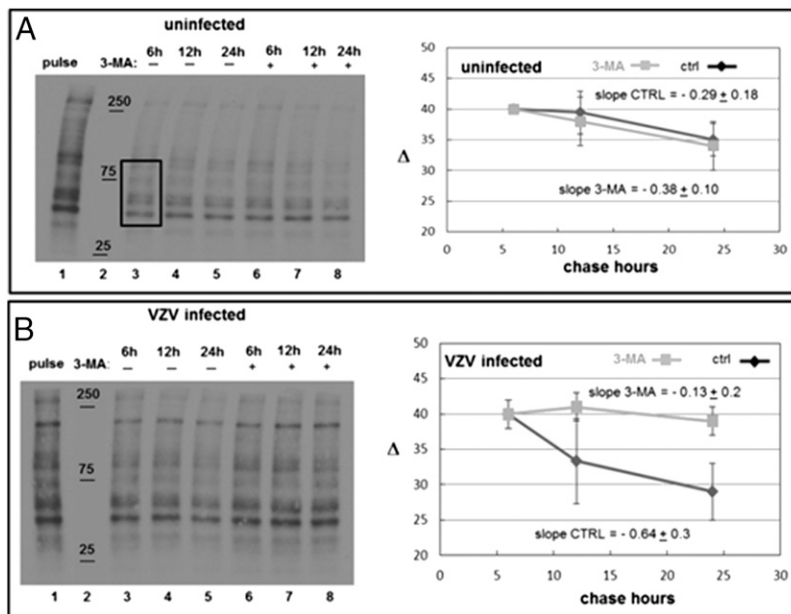 A
uninfected
6h 12h 24h 6h 12h 24h
pulse 3-MA: – – – + + +
250
75
25
1 2 3 4 5 6 7 8
50
45
40
35
30
25
20
Δ
uninfected 3-MA ctrl
slope CTRL = - 0.29 ± 0.18
slope 3-MA = - 0.38 ± 0.10
0 5 10 15 20 25 30
chase hours
B
VZV infected
6h 12h 24h 6h 12h 24h
pulse 3-MA: – – – + + +
250
75
25
1 2 3 4 5 6 7 8
50
45
40
35
30
25
20
Δ
VZV infected 3-MA ctrl
slope 3-MA = - 0.13 ± 0.2
slope CTRL = - 0.64 ± 0.3
0 5 10 15 20 25 30
chase hours